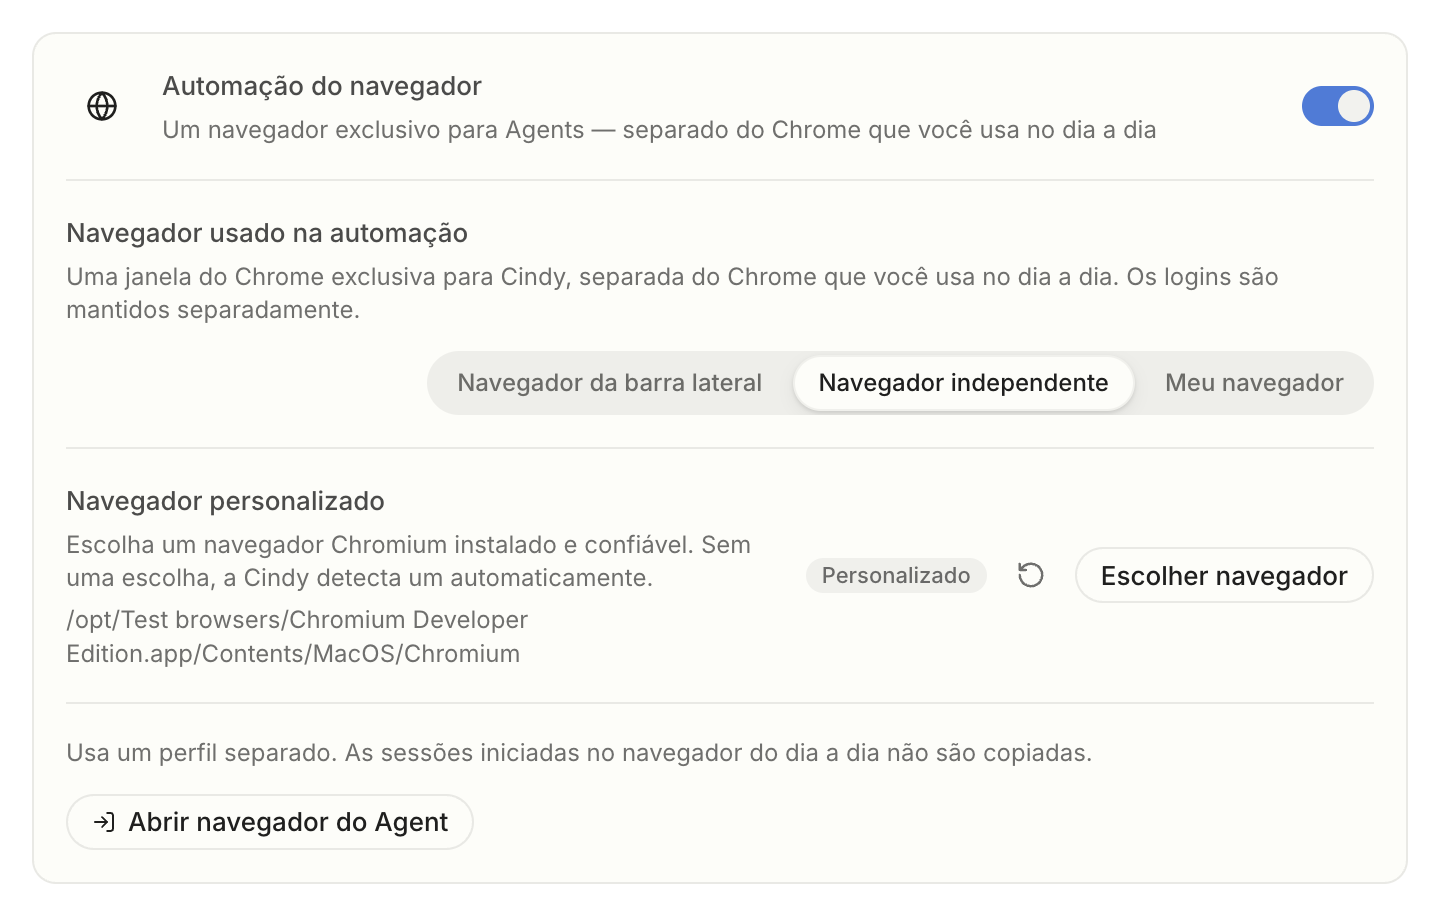 Automação do navegador
Um navegador exclusivo para Agents — separado do Chrome que você usa no dia a dia
Navegador usado na automação
Uma janela do Chrome exclusiva para Cindy, separada do Chrome que você usa no dia a dia. Os logins são
mantidos separadamente.
Navegador da barra lateral
Navegador independente
Meu navegador
Navegador personalizado
Escolha um navegador Chromium instalado e confiável. Sem
uma escolha, a Cindy detecta um automaticamente.
/opt/Test browsers/Chromium Developer
Edition.app/Contents/MacOS/Chromium
Personalizado
Escolher navegador
Usa um perfil separado. As sessões iniciadas no navegador do dia a dia não são copiadas.
Abrir navegador do Agent